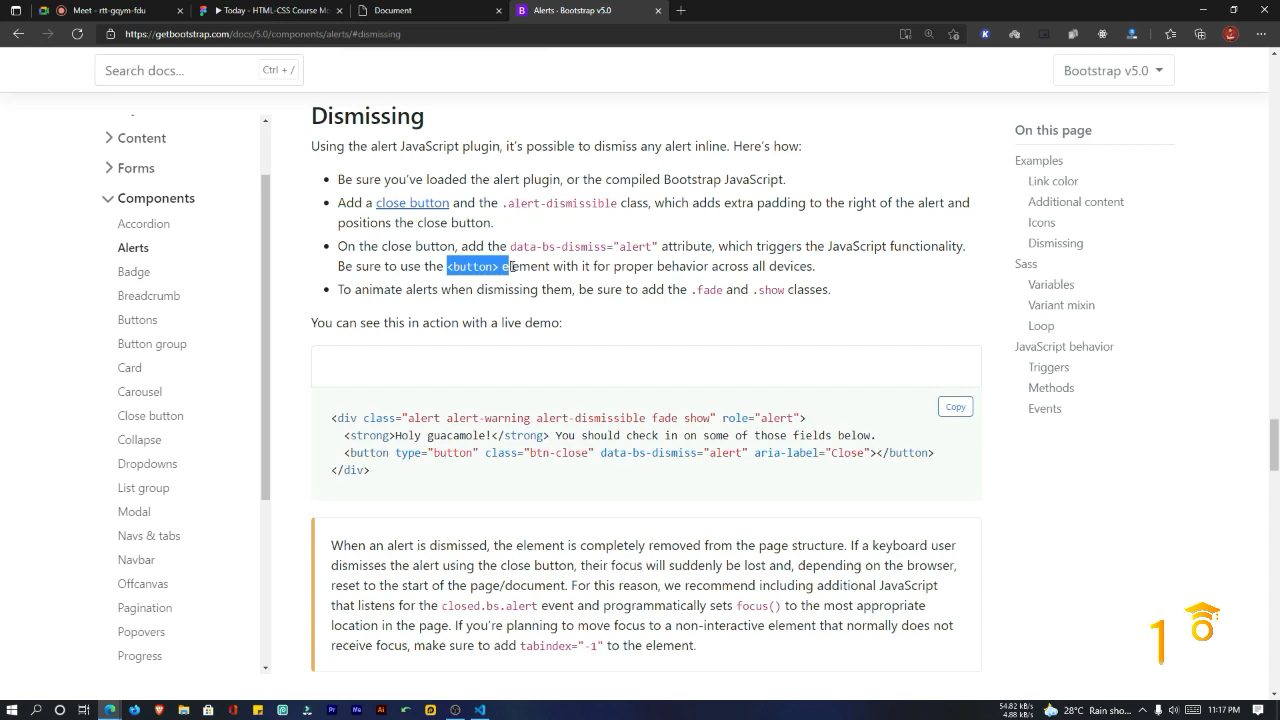 Meet - rtt-gqym-fdu
Today - HTML-CSS Course M
Document
Alerts · Bootstrap v5.0
https://getbootstrap.com/docs/5.0/components/alerts/#dismissing
Search docs...
Ctrl + /
Bootstrap v5.0
Content
Forms
Components
Accordion
Alerts
Badge
Breadcrumb
Buttons
Button group
Card
Carousel
Close button
Collapse
Dropdowns
List group
Modal
Navs & tabs
Navbar
Offcanvas
Pagination
Popovers
Progress
Dismissing
Using the alert JavaScript plugin, it's possible to dismiss any alert inline. Here's how:
Be sure you've loaded the alert plugin, or the compiled Bootstrap JavaScript.
Add a close button and the .alert-dismissible class, which adds extra padding to the right of the alert and
positions the close button.
On the close button, add the data-bs-dismiss="alert" attribute, which triggers the JavaScript functionality.
Be sure to use the <button> element with it for proper behavior across all devices.
To animate alerts when dismissing them, be sure to add the .fade and .show classes.
You can see this in action with a live demo:
Copy
<div class="alert alert-warning alert-dismissible fade show" role="alert">
<strong>Holy guacamole!</strong> You should check in on some of those fields below.
<button type="button" class="btn-close" data-bs-dismiss="alert" aria-label="Close"></button>
</div>
When an alert is dismissed, the element is completely removed from the page structure. If a keyboard user
dismisses the alert using the close button, their focus will suddenly be lost and, depending on the browser,
reset to the start of the page/document. For this reason, we recommend including additional JavaScript
that listens for the closed.bs.alert event and programmatically sets focus() to the most appropriate
location in the page. If you're planning to move focus to a non-interactive element that normally does not
receive focus, make sure to add tabindex="-1" to the element.
On this page
Examples
Link color
Additional content
Icons
Dismissing
Sass
Variables
Variant mixin
Loop
JavaScript behavior
Triggers
Methods
Events
54.82 kB/s
4.88 kB/s
28°C Rain sho...
11:17 PM